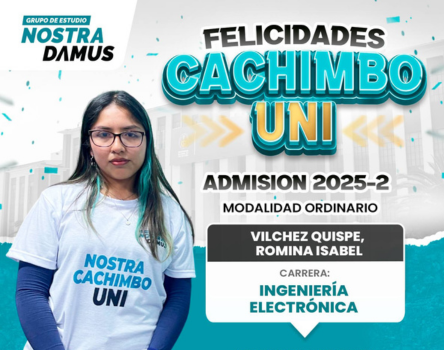 GRUPO DE ESTUDIO
NOSTRA
DAMUS
FELICIDADES
CACHIMBO
UNI
ADMISION 2025-2
MODALIDAD ORDINARIO
VILCHEZ QUISPE,
ROMINA ISABEL
CARRERA:
INGENIERÍA
ELECTRÓNICA
NOSTRA
CACHIMBO
UNI